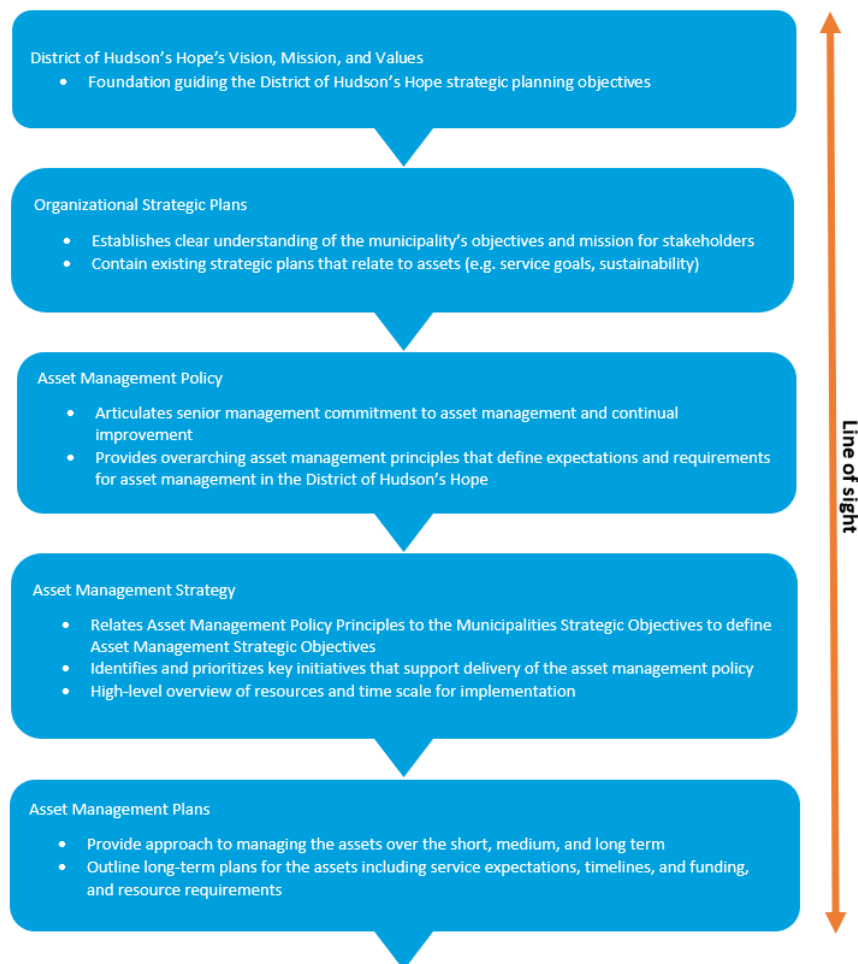 District of Hudson’s Hope’s Vision, Mission, and Values
• Foundation guiding the District of Hudson’s Hope strategic planning objectives
Organizational Strategic Plans
• Establishes clear understanding of the municipality’s objectives and mission for stakeholders
• Contain existing strategic plans that relate to assets (e.g. service goals, sustainability)
Asset Management Policy
• Articulates senior management commitment to asset management and continual
improvement
• Provides overarching asset management principles that define expectations and requirements
for asset management in the District of Hudson’s Hope
Asset Management Strategy
• Relates Asset Management Policy Principles to the Municipalities Strategic Objectives to define
Asset Management Strategic Objectives
• Identifies and prioritizes key initiatives that support delivery of the asset management policy
• High-level overview of resources and time scale for implementation
Asset Management Plans
• Provide approach to managing the assets over the short, medium, and long term
• Outline long-term plans for the assets including service expectations, timelines, and funding,
and resource requirements
Line of sight